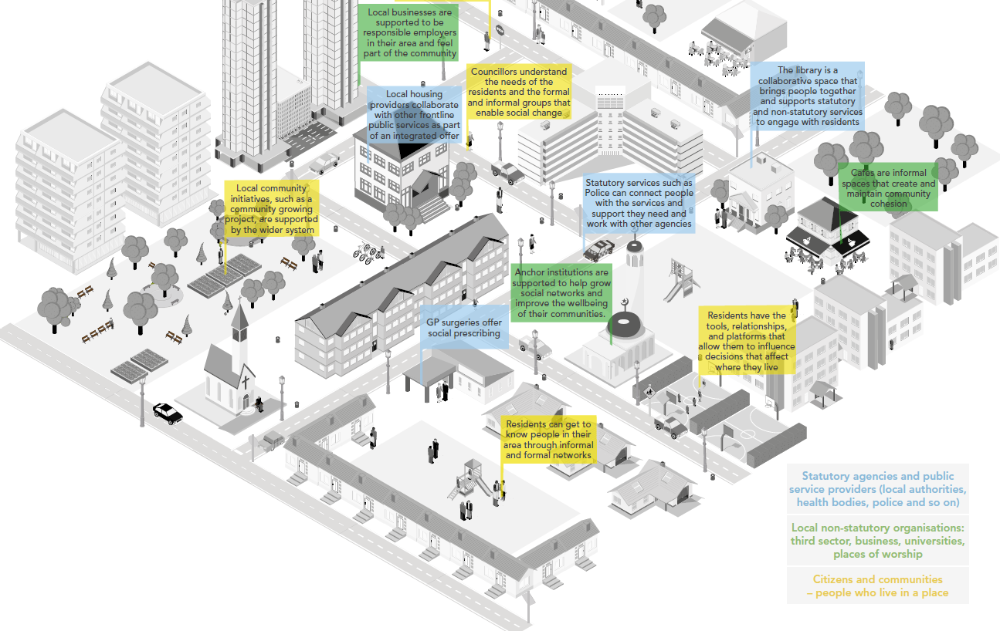 Local businesses are
supported to be
responsible employers
in their area and feel
part of the community
Councillors understand
the needs of the
residents and the formal
and informal groups that
enable social change
Local housing
providers collaborate
with other frontline
public services as part
of an integrated offer
The library is a
collaborative space that
brings people together
and supports statutory
and non-statutory services
to engage with residents
Local community
initiatives, such as a
community growing
project, are supported
by the wider system
Statutory services such as
Police can connect people
with the services and
support they need and
work with other agencies
Cafes are informal
spaces that create and
maintain community
cohesion
Anchor institutions are
supported to help grow
social networks and
improve the wellbeing
of their communities.
GP surgeries offer
social prescribing
Residents have the
tools, relationships,
and platforms that
allow them to influence
decisions that affect
where they live
Residents can get to
know people in their
area through informal
and formal networks
Statutory agencies and public
service providers (local authorities,
health bodies, police and so on)
Local non-statutory organisations:
third sector, business, universities,
places of worship
Citizens and communities
– people who live in a place